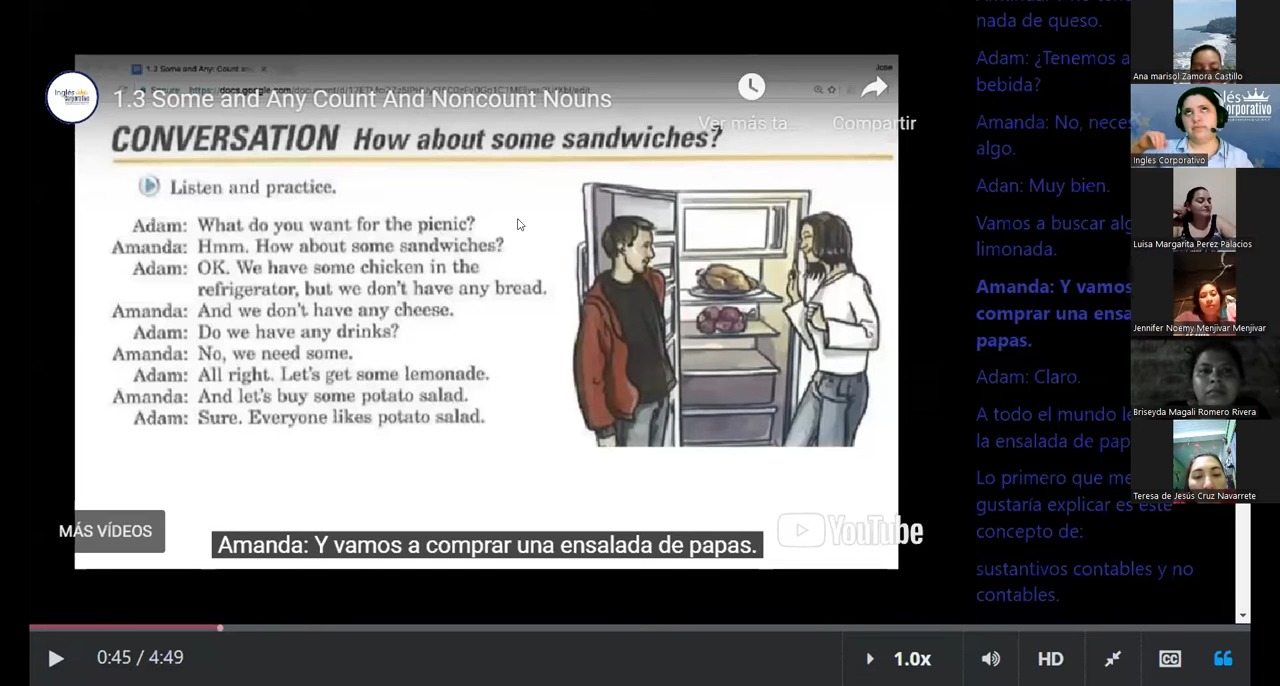 1.3 Some and Any: Count
1.3 Some and Any Count And Noncount Nouns
Ver más ta...
Compartir
CONVERSATION How about some sandwiches?
Listen and practice.
Adam: What do you want for the picnic?
Amanda: Hmm. How about some sandwiches?
Adam: OK. We have some chicken in the
refrigerator, but we don't have any bread.
Amanda: And we don't have any cheese.
Adam: Do we have any drinks?
Amanda: No, we need some.
Adam: All right. Let's get some lemonade.
Amanda: And let's buy some potato salad.
Adam: Sure. Everyone likes potato salad.
MÁS VÍDEOS
YouTube
Amanda: Y vamos a comprar una ensalada de papas.
0:45 / 4:49
1.0x
HD
CC
nada de queso.
Adam: ¿Tenemos a
bebida?
Amanda: No, neces
algo.
Adan: Muy bien.
Vamos a buscar alg
limonada.
Amanda: Y vamos
comprar una ensa
papas.
Adam: Claro.
A todo el mundo le
la ensalada de pap
Lo primero que me
gustaría explicar es este
concepto de:
sustantivos contables y no
contables.
Ana marisol Zamora Castillo
Ingles Corporativo
Luisa Margarita Perez Palacios
Jennifer Noemy Menjivar Menjivar
Briseyda Magali Romero Rivera
Teresa de Jesús Cruz Navarrete